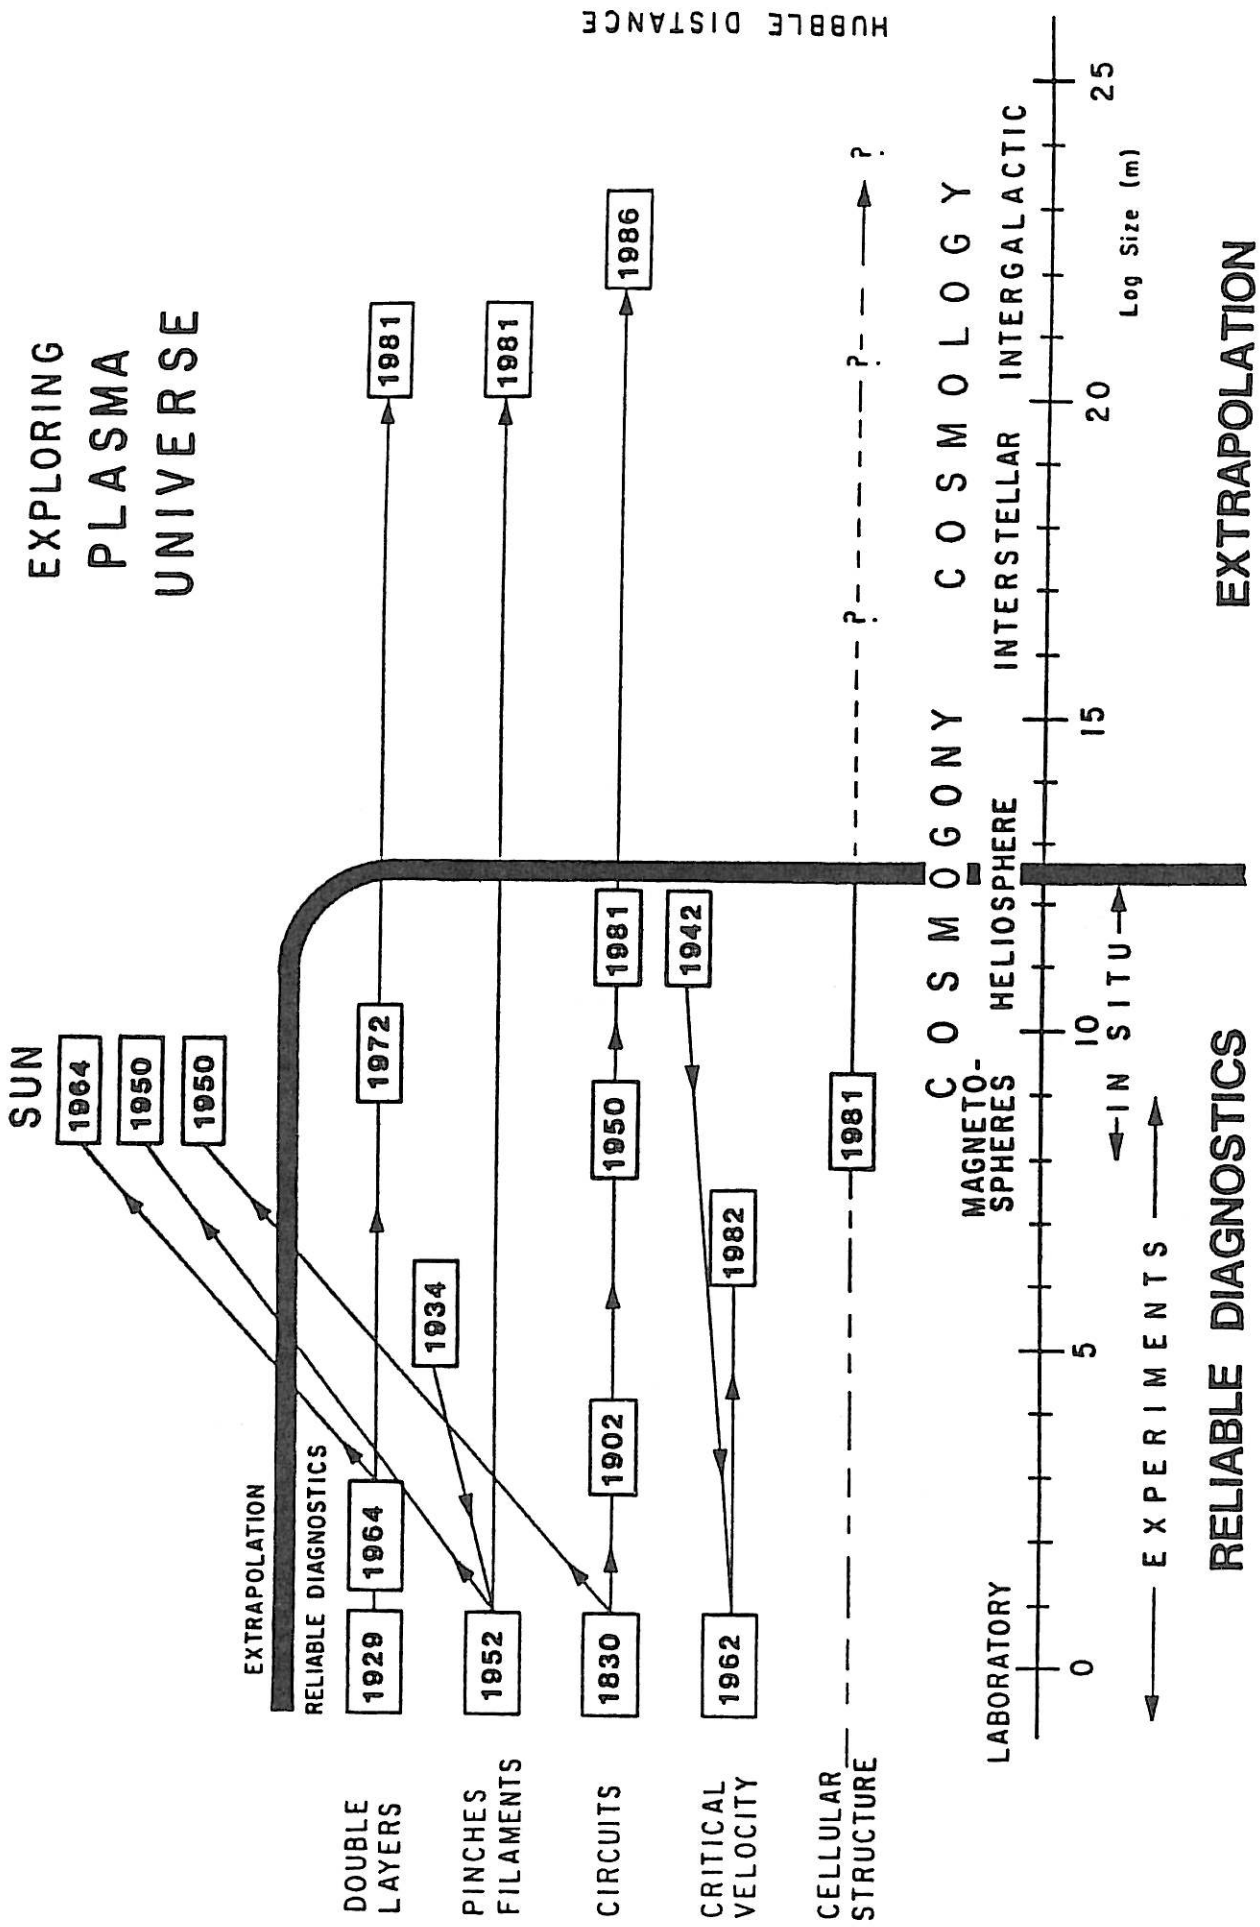 EXPLORING
PLASMA
UNIVERSE
SUN
1964
1950
1950
EXTRAPOLATION
RELIABLE DIAGNOSTICS
DOUBLE
LAYERS
1929
1964
1972
1981
PINCHES
FILAMENTS
1952
1934
1981
CIRCUITS
1830
1902
1950
1981
1986
CRITICAL
VELOCITY
1962
1982
1942
CELLULAR
STRUCTURE
1981
?
?
?
HUBBLE DISTANCE
COSMOGONY COSMOLOGY
LABORATORY
MAGNETO-
SPHERES
HELIOSPHERE
INTERSTELLAR
INTERGALACTIC
0
5
10
15
20
25
Log Size (m)
IN SITU
EXPERIMENTS
RELIABLE DIAGNOSTICS
EXTRAPOLATION